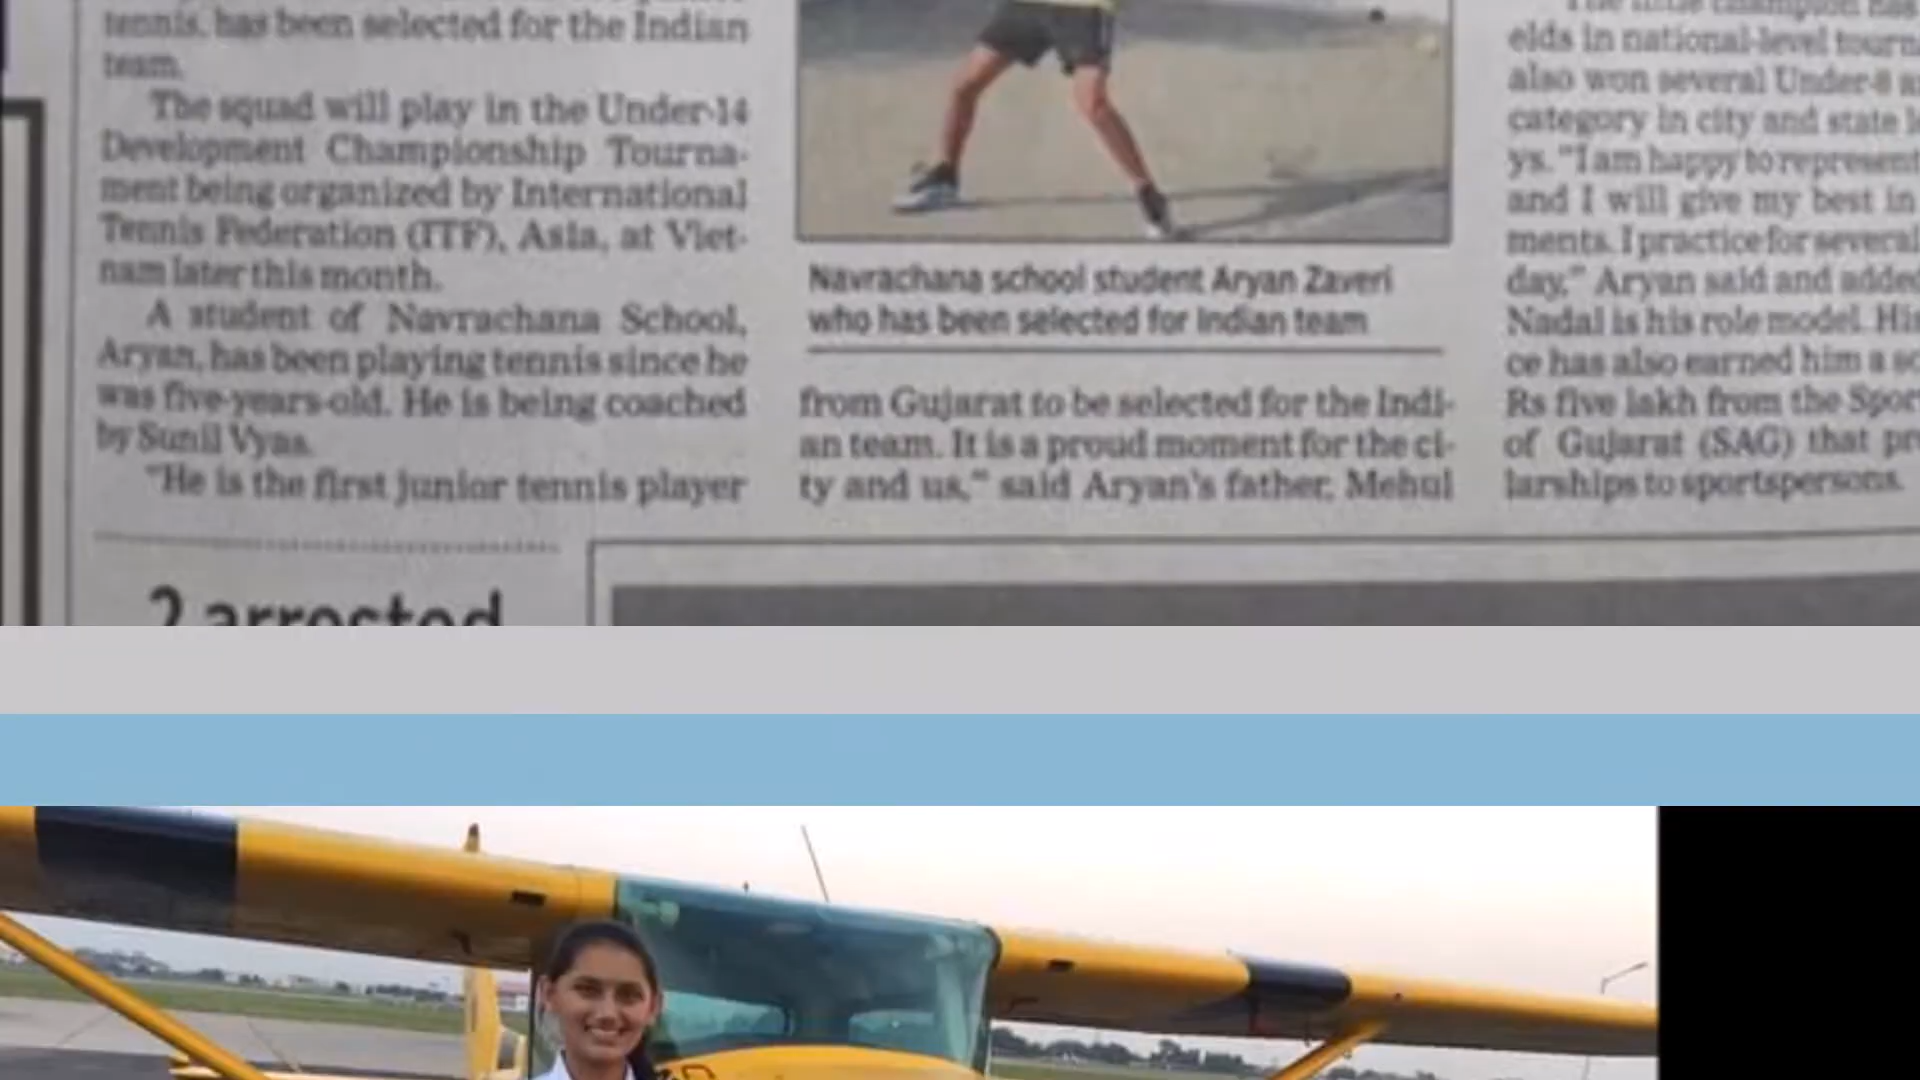 tennis, has been selected for the Indian
team.
The squad will play in the Under-14
Development Championship Tourna-
ment being organized by International
Tennis Federation (ITF), Asia, at Viet-
nam later this month.
A student of Navrachana School,
Aryan, has been playing tennis since he
was five-years-old. He is being coached
by Sunil Vyas.
"He is the first junior tennis player
Navrachana school student Aryan Zaveri
who has been selected for Indian team
from Gujarat to be selected for the Indi-
an team. It is a proud moment for the ci-
ty and us," said Aryan's father, Mehul
The little champion has
elds in national-level tourn
also won several Under-8 a
category in city and state le
ys. "I am happy to represent
and I will give my best in
ments. I practice for several
day," Aryan said and added
Nadal is his role model. His
ce has also earned him a sc
Rs five lakh from the Spor
of Gujarat (SAG) that pr
larships to sportspersons.
2 arrested